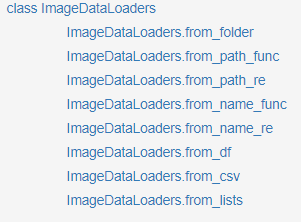 class ImageDataLoaders
ImageDataLoaders.from_folder
ImageDataLoaders.from_path_func
ImageDataLoaders.from_path_re
ImageDataLoaders.from_name_func
ImageDataLoaders.from_name_re
ImageDataLoaders.from_df
ImageDataLoaders.from_csv
ImageDataLoaders.from_lists